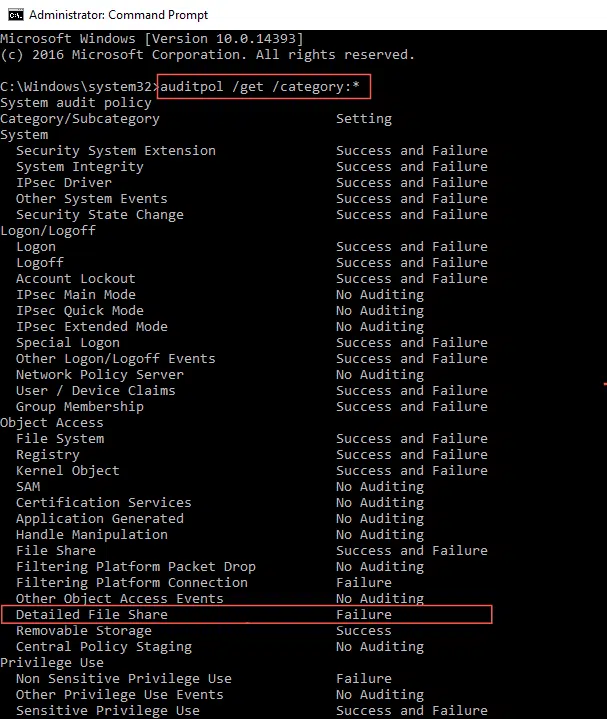 Administrator: Command Prompt
Microsoft Windows [Version 10.0.14393]
(c) 2016 Microsoft Corporation. All rights reserved.
C:\Windows\system32>auditpol /get /category:*
System audit policy
Category/Subcategory                      Setting
System
  Security System Extension               Success and Failure
  System Integrity                        Success and Failure
  IPsec Driver                            Success and Failure
  Other System Events                     Success and Failure
  Security State Change                   Success and Failure
Logon/Logoff
  Logon                                   Success and Failure
  Logoff                                  Success and Failure
  Account Lockout                         Success and Failure
  IPsec Main Mode                         No Auditing
  IPsec Quick Mode                        No Auditing
  IPsec Extended Mode                     No Auditing
  Special Logon                           Success and Failure
  Other Logon/Logoff Events               Success and Failure
  Network Policy Server                   No Auditing
  User / Device Claims                    Success and Failure
  Group Membership                        Success and Failure
Object Access
  File System                             Success and Failure
  Registry                                Success and Failure
  Kernel Object                           Success and Failure
  SAM                                     No Auditing
  Certification Services                  No Auditing
  Application Generated                   No Auditing
  Handle Manipulation                     No Auditing
  File Share                              Success and Failure
  Filtering Platform Packet Drop          No Auditing
  Filtering Platform Connection           Failure
  Other Object Access Events              No Auditing
  Detailed File Share                     Failure
  Removable Storage                       Success
  Central Policy Staging                  No Auditing
Privilege Use
  Non Sensitive Privilege Use             Failure
  Other Privilege Use Events              No Auditing
  Sensitive Privilege Use                 Success and Failure